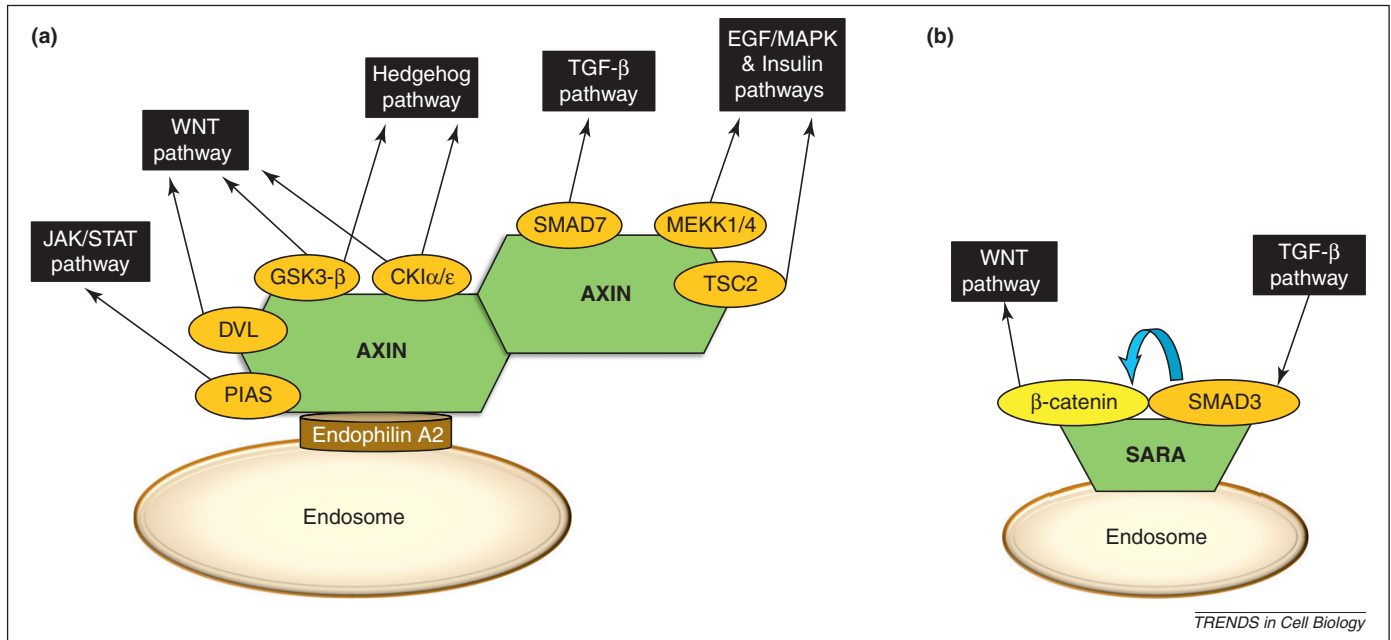 (a)
JAK/STAT
pathway
WNT
pathway
Hedgehog
pathway
TGF-β
pathway
EGF/MAPK
& Insulin
pathways
PIAS
DVL
GSK3-β
CKIα/ε
SMAD7
MEKK1/4
TSC2
AXIN
AXIN
Endophilin A2
Endosome
(b)
WNT
pathway
TGF-β
pathway
β-catenin
SMAD3
SARA
Endosome
TRENDS in Cell Biology